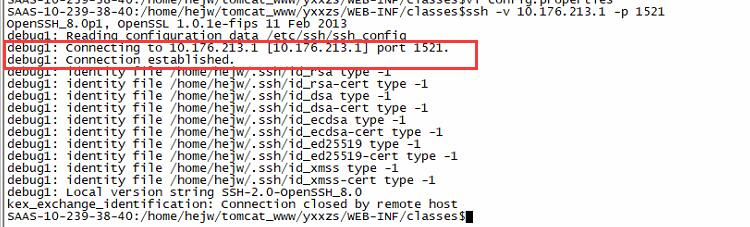 SAAS-10-239-38-40:/home/hejw/tomcat_www/yxxzs/WEB-INF/classes$vi config.properties
SAAS-10-239-38-40:/home/hejw/tomcat_www/yxxzs/WEB-INF/classes$ssh -v 10.176.213.1 -p 1521
OpenSSH_8.0p1, OpenSSL 1.0.1e-fips 11 Feb 2013
debug1: Reading configuration data /etc/ssh/ssh_config
debug1: Connecting to 10.176.213.1 [10.176.213.1] port 1521.
debug1: Connection established.
debug1: identity file /home/hejw/.ssh/id_rsa type -1
debug1: identity file /home/hejw/.ssh/id_rsa-cert type -1
debug1: identity file /home/hejw/.ssh/id_dsa type -1
debug1: identity file /home/hejw/.ssh/id_dsa-cert type -1
debug1: identity file /home/hejw/.ssh/id_ecdsa type -1
debug1: identity file /home/hejw/.ssh/id_ecdsa-cert type -1
debug1: identity file /home/hejw/.ssh/id_ed25519 type -1
debug1: identity file /home/hejw/.ssh/id_ed25519-cert type -1
debug1: identity file /home/hejw/.ssh/id_xmss type -1
debug1: identity file /home/hejw/.ssh/id_xmss-cert type -1
debug1: Local version string SSH-2.0-OpenSSH_8.0
kex_exchange_identification: Connection closed by remote host
SAAS-10-239-38-40:/home/hejw/tomcat_www/yxxzs/WEB-INF/classes$